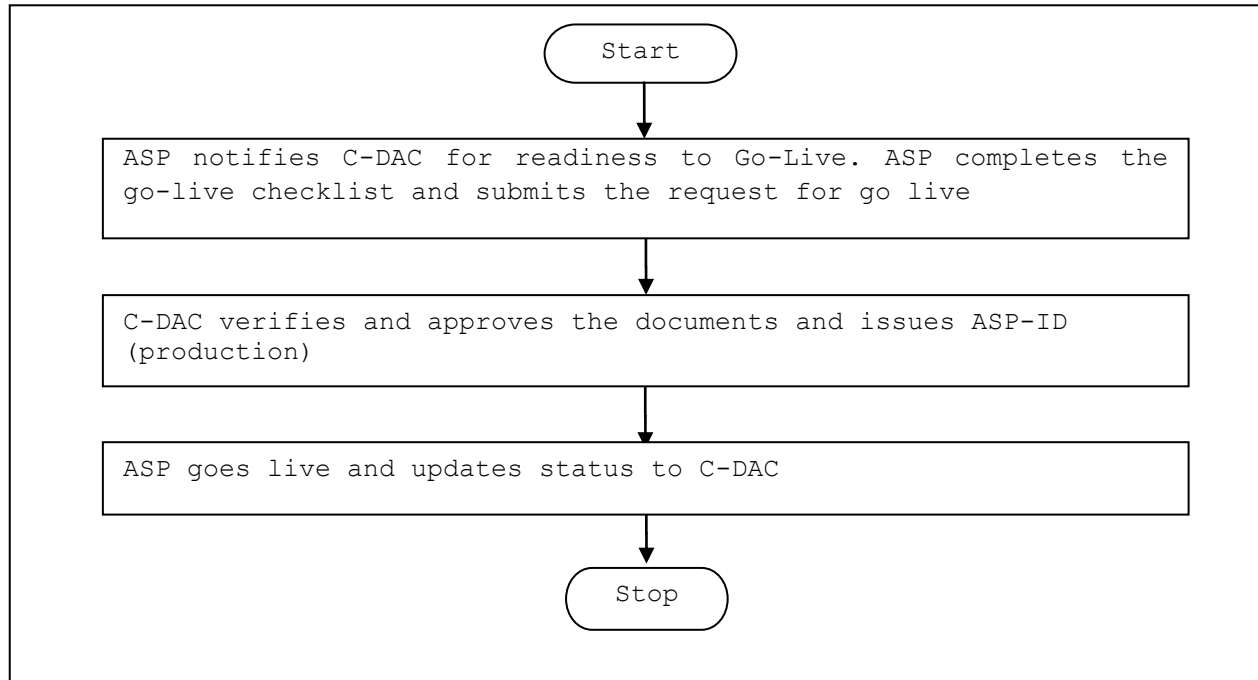 Start
ASP notifies C-DAC for readiness to Go-Live. ASP completes the
go-live checklist and submits the request for go live
C-DAC verifies and approves the documents and issues ASP-ID
(production)
ASP goes live and updates status to C-DAC
Stop